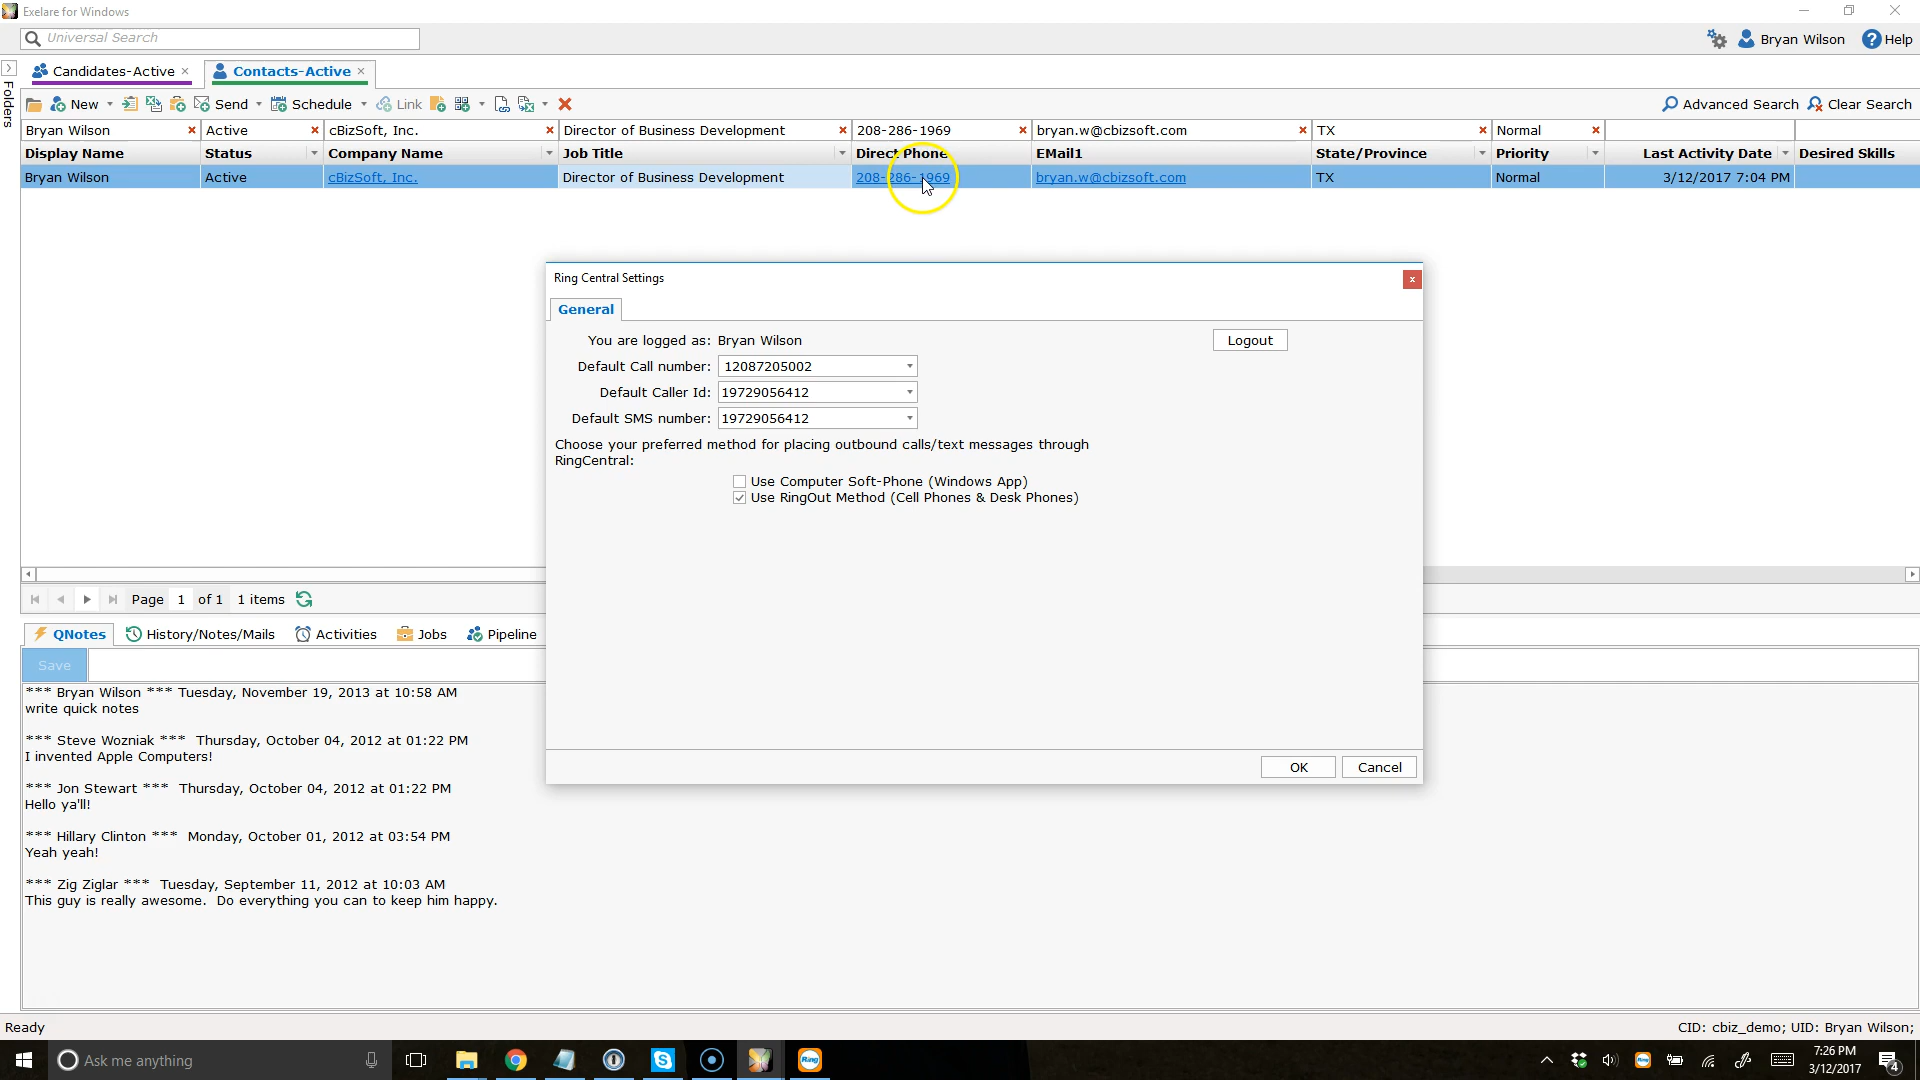 Exelare for Windows
Universal Search
Bryan Wilson
Help
Folders
Candidates-Active
Contacts-Active
New
Send
Schedule
Link
Advanced Search
Clear Search
Bryan Wilson Active cBizSoft, Inc. Director of Business Development 208-286-1969 bryan.w@cbizsoft.com TX Normal
Display Name Status Company Name Job Title Direct Phone EMail1 State/Province Priority Last Activity Date Desired Skills
Bryan Wilson Active cBizSoft, Inc. Director of Business Development 208-286-1969 bryan.w@cbizsoft.com TX Normal 3/12/2017 7:04 PM
Ring Central Settings
General
You are logged as: Bryan Wilson
Logout
Default Call number: 12087205002
Default Caller Id: 19729056412
Default SMS number: 19729056412
Choose your preferred method for placing outbound calls/text messages through
RingCentral:
Use Computer Soft-Phone (Windows App)
Use RingOut Method (Cell Phones & Desk Phones)
OK
Cancel
Page 1 of 1 1 items
QNotes
History/Notes/Mails
Activities
Jobs
Pipeline
Save
*** Bryan Wilson *** Tuesday, November 19, 2013 at 10:58 AM
write quick notes
*** Steve Wozniak *** Thursday, October 04, 2012 at 01:22 PM
I invented Apple Computers!
*** Jon Stewart *** Thursday, October 04, 2012 at 01:22 PM
Hello ya'll!
*** Hillary Clinton *** Monday, October 01, 2012 at 03:54 PM
Yeah yeah!
*** Zig Ziglar *** Tuesday, September 11, 2012 at 10:03 AM
This guy is really awesome. Do everything you can to keep him happy.
Ready
CID: cbiz_demo; UID: Bryan Wilson;
Ask me anything
Ring
7:26 PM
3/12/2017
4